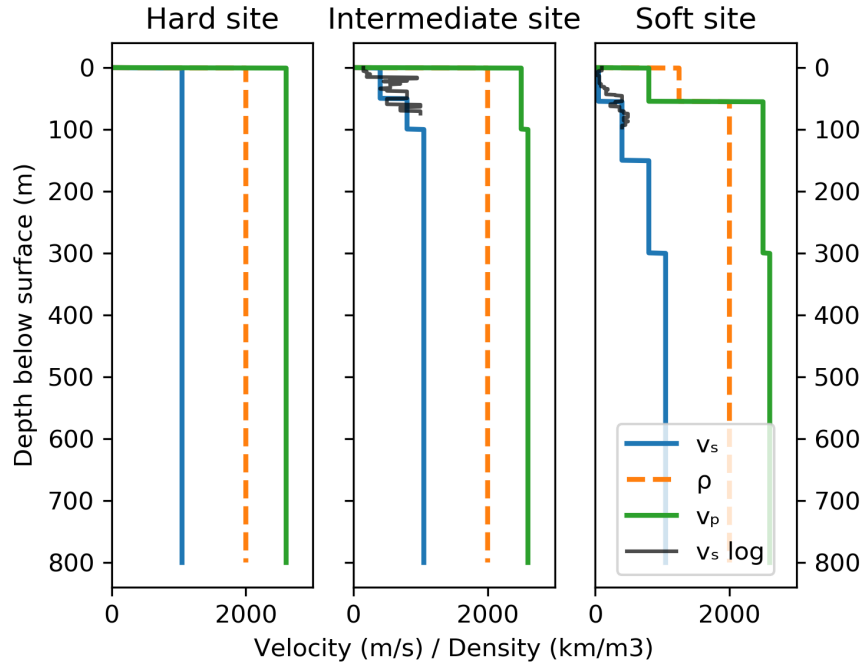 Hard site
Intermediate site
Soft site
0
100
200
300
400
500
600
700
800
Depth below surface (m)
0
100
200
300
400
500
600
700
800
vₛ
ρ
vₚ
vₛ log
0 2000
0 2000
0 2000
Velocity (m/s) / Density (km/m3)